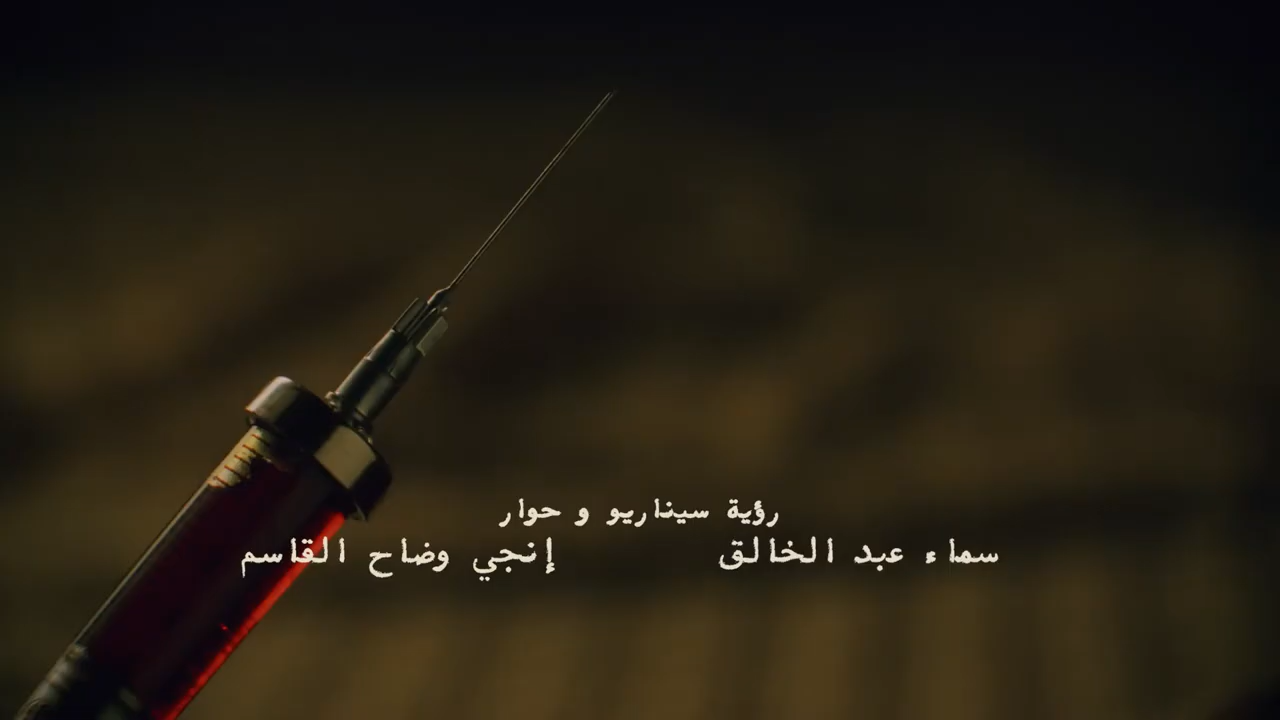 رؤية سيناريو و حوار
سماء عبد الخالق إنجي وضاح القاسم